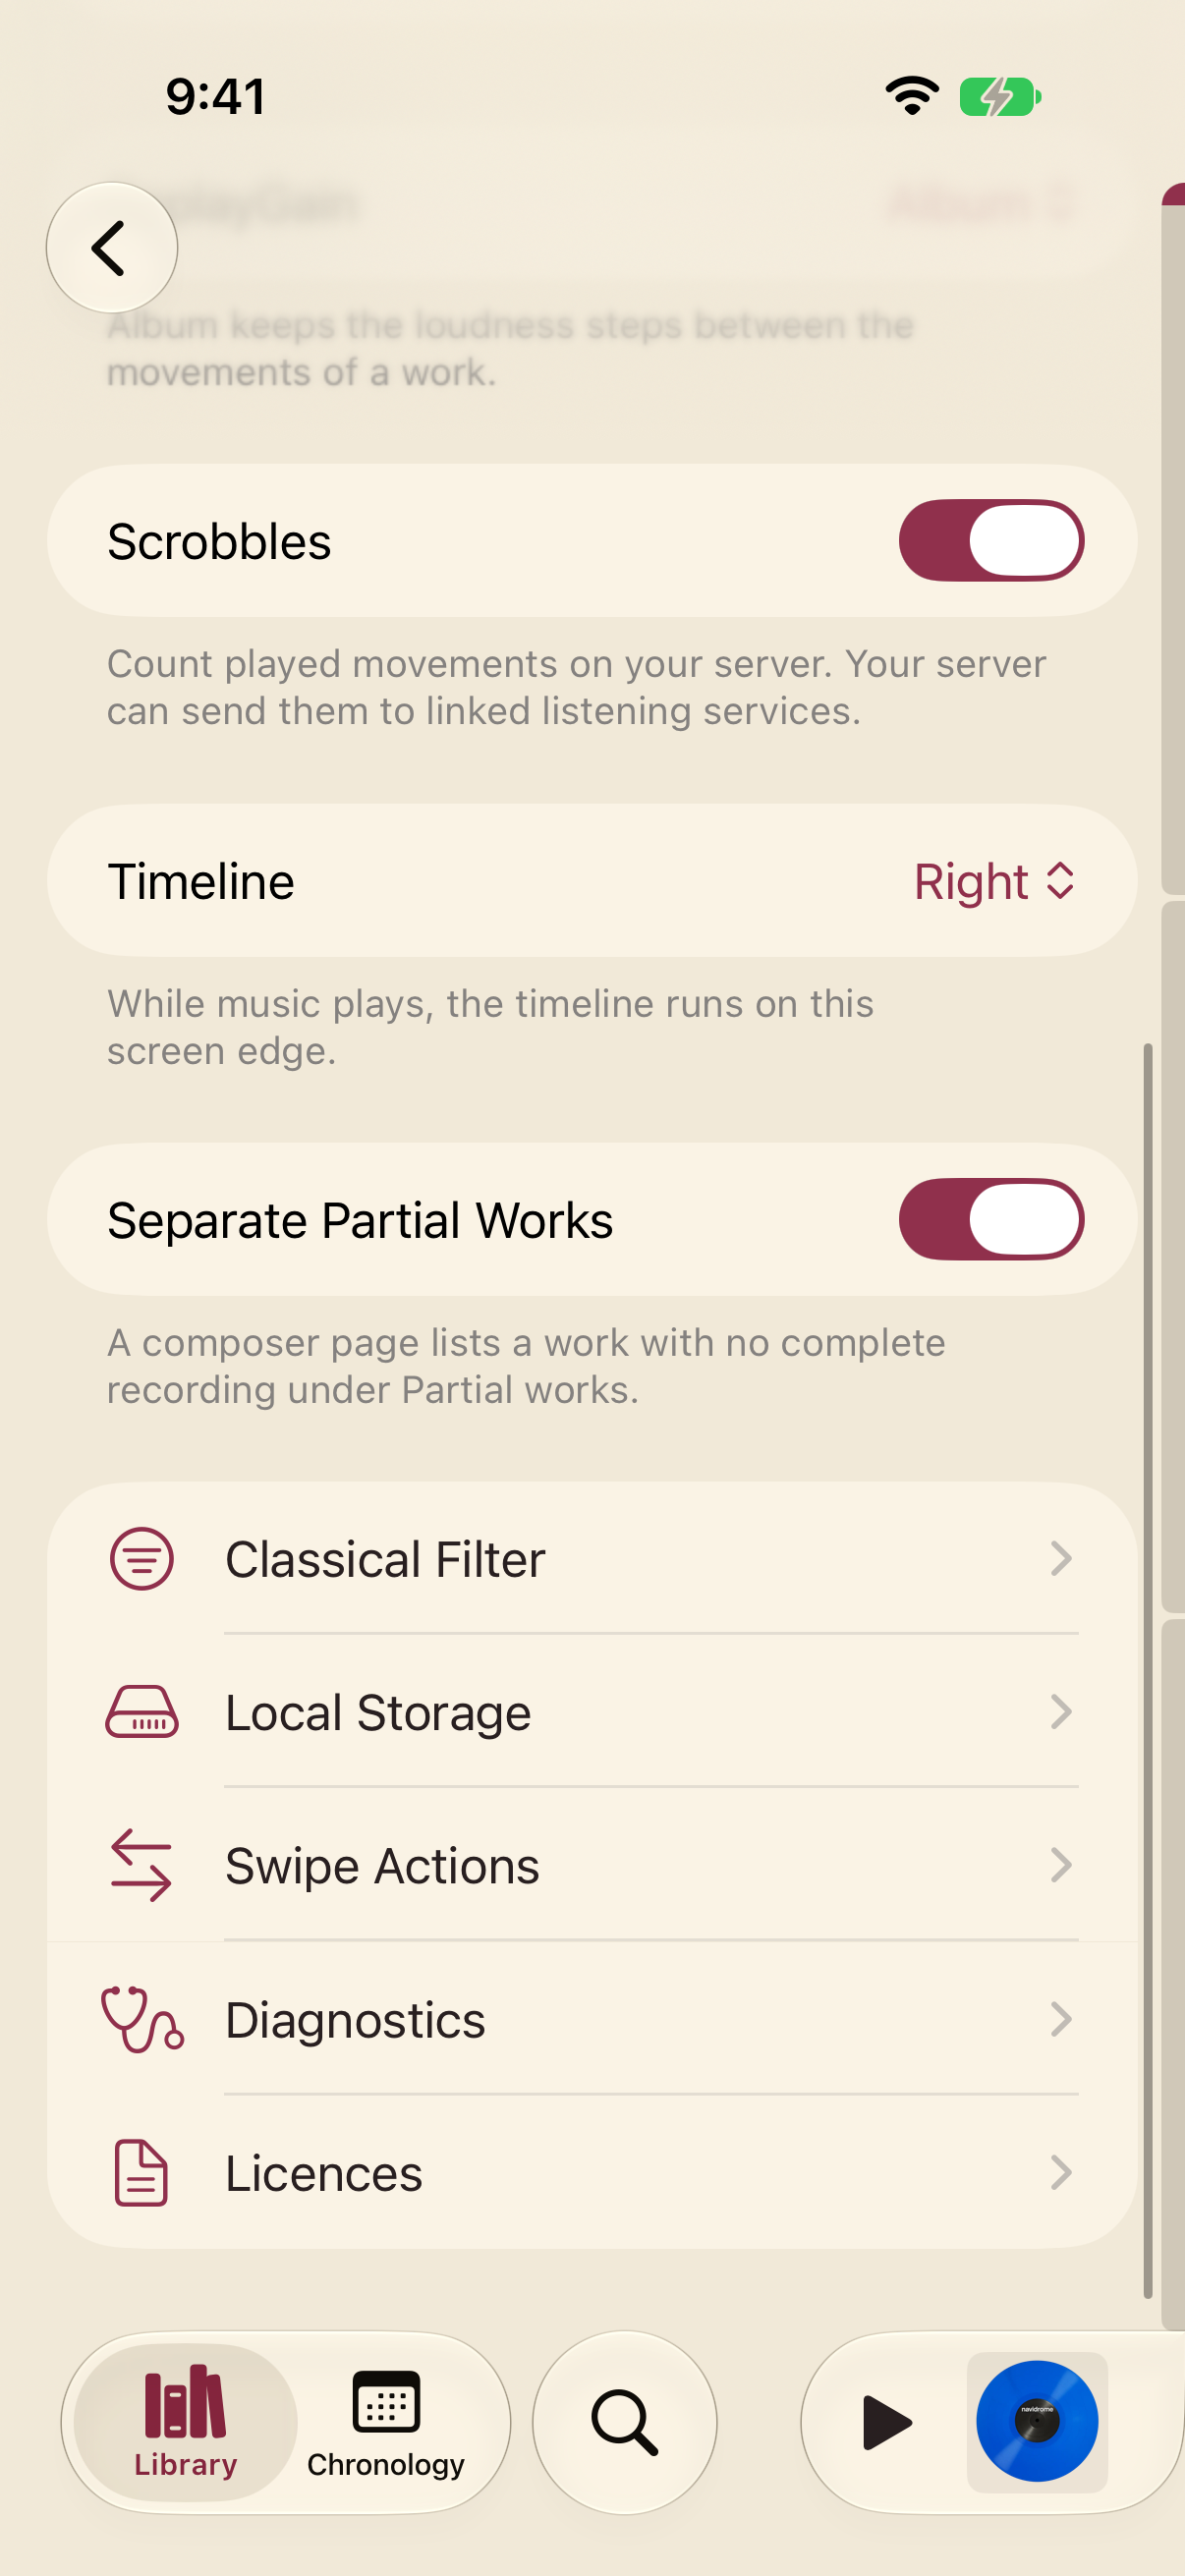 9:41
playGain
Album
Album keeps the loudness steps between the
movements of a work.
Scrobbles
Count played movements on your server. Your server
can send them to linked listening services.
Timeline
Right
While music plays, the timeline runs on this
screen edge.
Separate Partial Works
A composer page lists a work with no complete
recording under Partial works.
Classical Filter
Local Storage
Swipe Actions
Diagnostics
Licences
Library
Chronology
navidrome